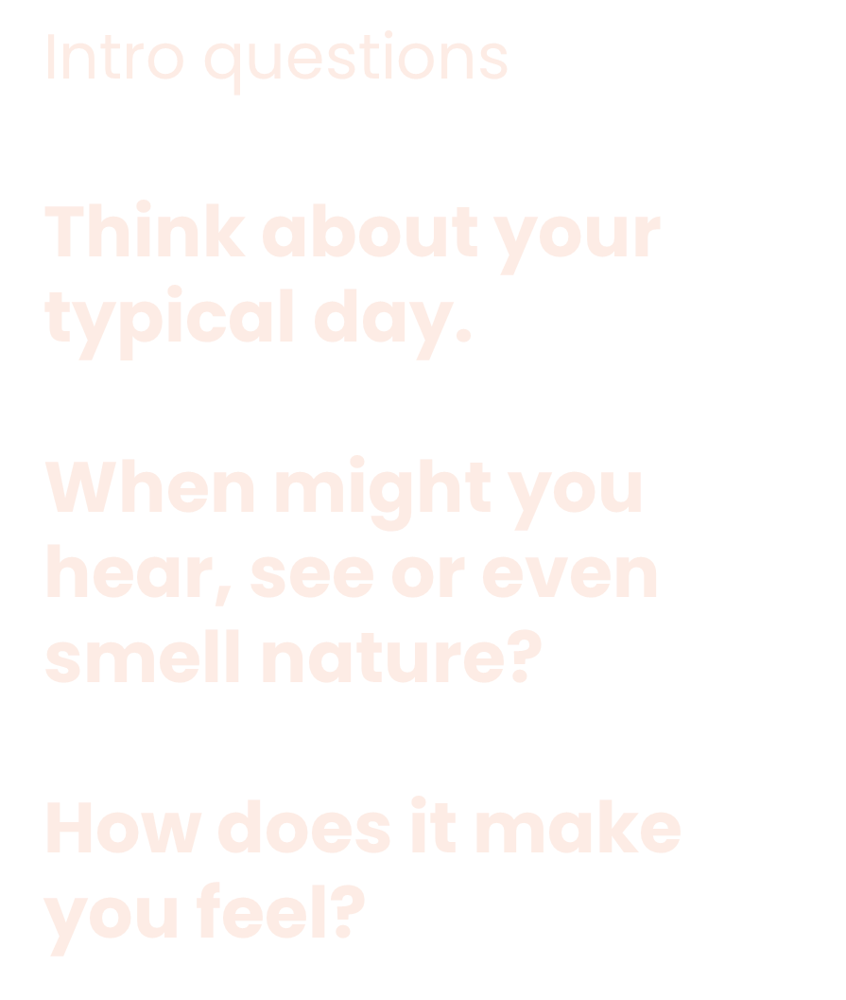 Intro questions
Think about your
typical day.
When might you
hear, see or even
smell nature?
How does it make
you feel?